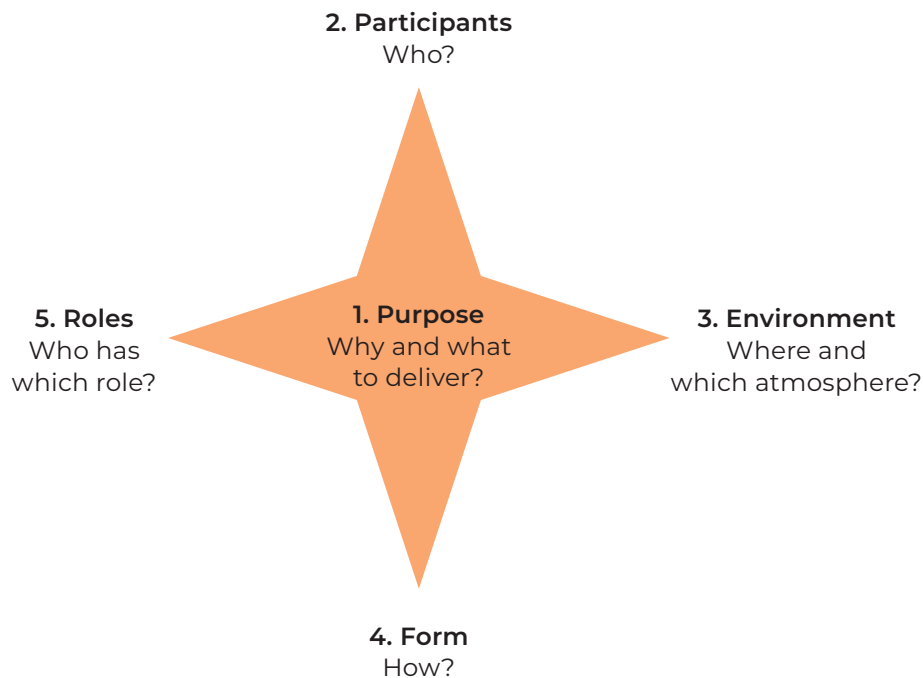 2. Participants
Who?
5. Roles
Who has
which role?
1. Purpose
Why and what
to deliver?
3. Environment
Where and
which atmosphere?
4. Form
How?